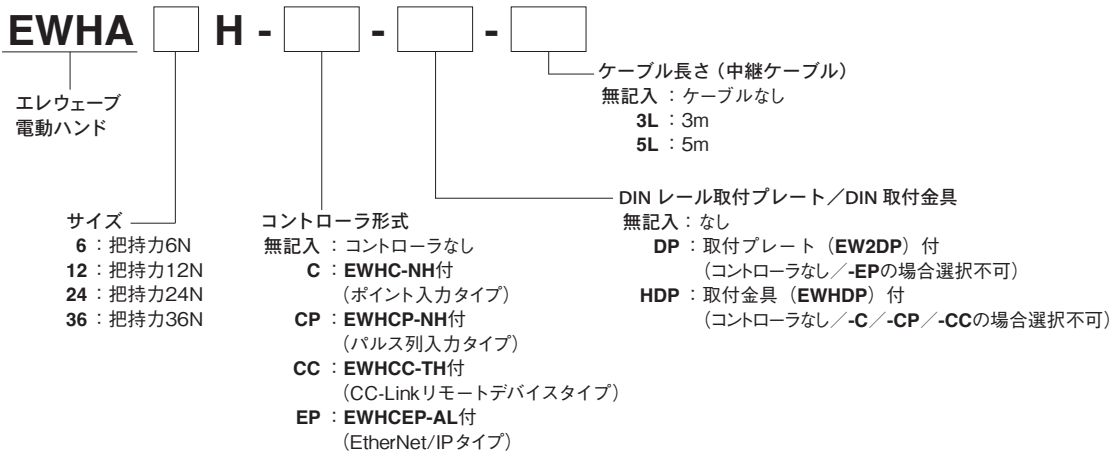 EWHA H - - -
エレウェーブ
電動ハンド
サイズ
6：把持力6N
12：把持力12N
24：把持力24N
36：把持力36N
コントローラ形式
無記入：コントローラなし
C：EWHC-NH付
（ポイント入力タイプ）
CP：EWHCP-NH付
（パルス列入力タイプ）
CC：EWHCC-TH付
（CC-Linkリモートデバイスタイプ）
EP：EWHCEP-AL付
（EtherNet/IPタイプ）
DIN レール取付プレート／DIN 取付金具
無記入：なし
DP：取付プレート（EW2DP）付
（コントローラなし／-EPの場合選択不可）
HDP：取付金具（EWHDP）付
（コントローラなし／-C／-CP／-CCの場合選択不可）
ケーブル長さ（中継ケーブル）
無記入：ケーブルなし
3L：3m
5L：5m